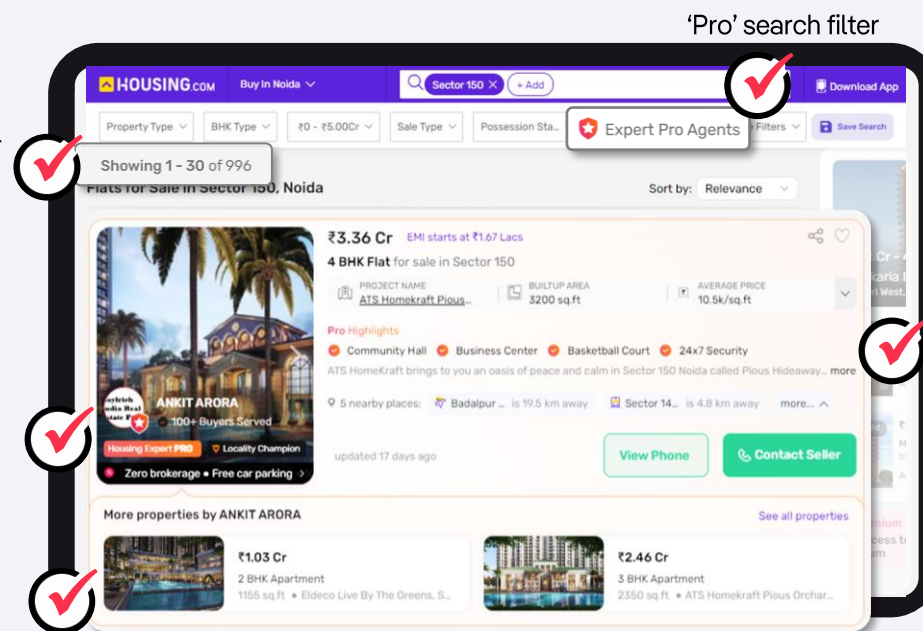 ‘Pro’ search filter
HOUSING.COM
Buy In Noida
Sector 150 ×
+ Add
Download App
Property Type
BHK Type
₹0 - ₹5.00Cr
Sale Type
Possession Sta...
Expert Pro Agents
Filters
Save Search
Showing 1 - 30 of 996
Flats for Sale in Sector 150, Noida
Sort by: Relevance
₹3.36 Cr EMI starts at ₹1.67 Lacs
4 BHK Flat for sale in Sector 150
PROJECT NAME
ATS Homekraft Pious...
BUILTUP AREA
3200 sq.ft
AVERAGE PRICE
10.5k/sq.ft
Pro Highlights
Community Hall
Business Center
Basketball Court
24x7 Security
ATS HomeKraft brings to you an oasis of peace and calm in Sector 150 Noida called Pious Hideaway... more
5 nearby places:
Badalpur ... is 19.5 km away
Sector 14... is 4.8 km away
more...
ANKIT ARORA
100+ Buyers Served
Housing Expert PRO
Locality Champion
Zero brokerage • Free car parking
updated 17 days ago
View Phone
Contact Seller
More properties by ANKIT ARORA
See all properties
₹1.03 Cr
2 BHK Apartment
1155 sq.ft • Eldeco Live By The Greens, S...
₹2.46 Cr
3 BHK Apartment
2350 sq.ft • ATS Homekraft Pious Orchar...